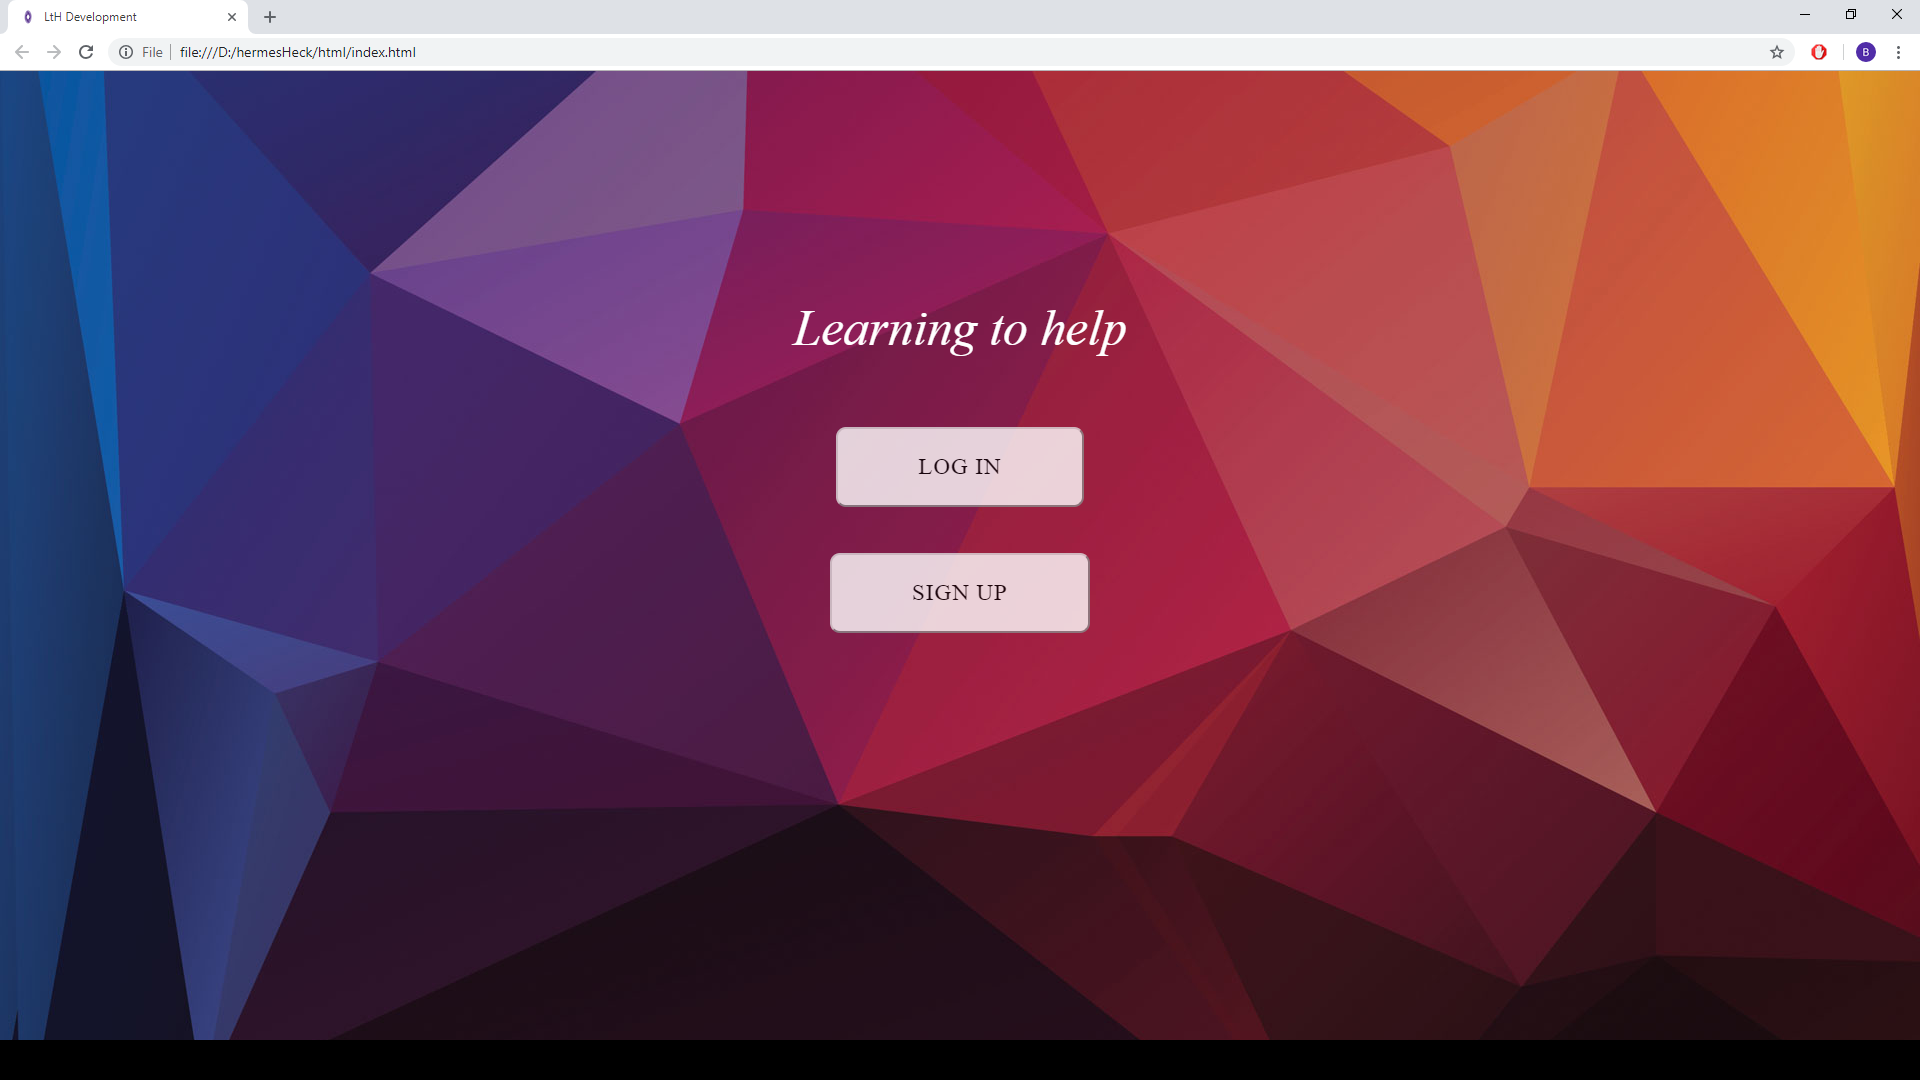 LtH Development
File file:///D:/hermesHeck/html/index.html
B
Learning to help
LOG IN
SIGN UP